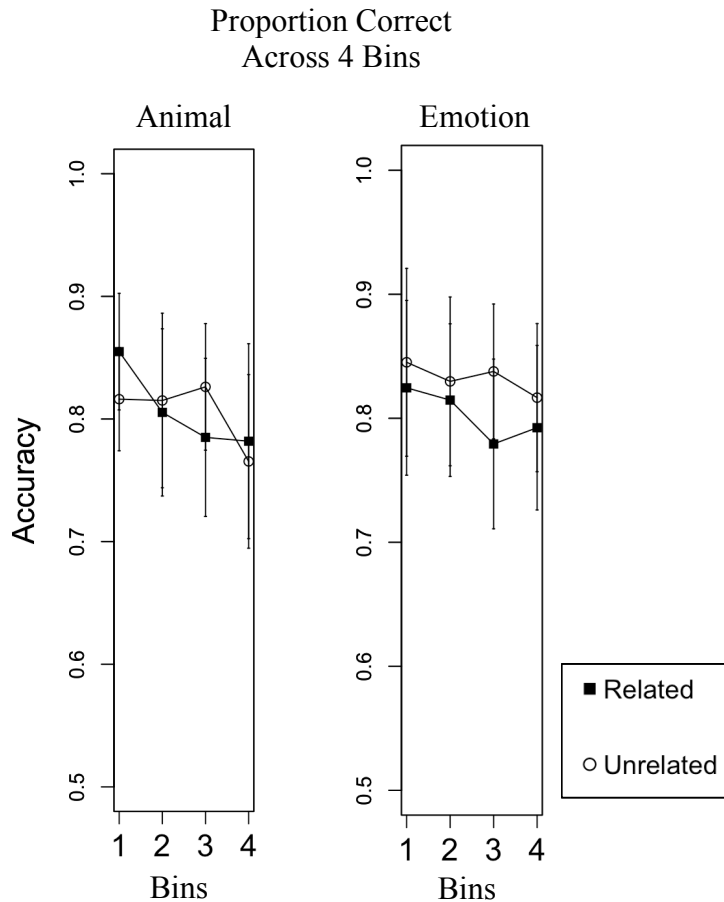 Proportion Correct
Across 4 Bins
Animal
Emotion
Accuracy
1.0
0.9
0.8
0.7
0.6
0.5
1 2 3 4
Bins
1.0
0.9
0.8
0.7
0.6
0.5
1 2 3 4
Bins
Related
Unrelated